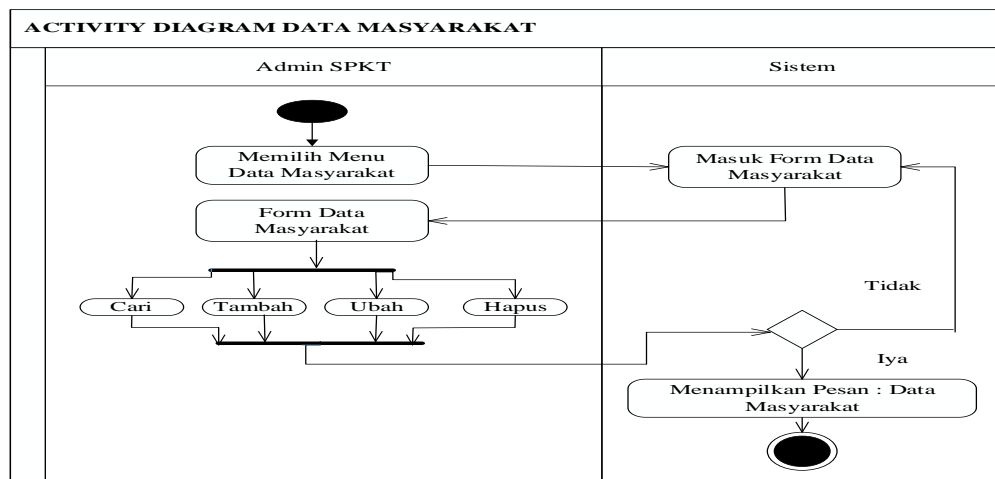 ACTIVITY DIAGRAM DATA MASYARAKAT
Admin SPKT
Sistem
Memilih Menu
Data Masyarakat
Masuk Form Data
Masyarakat
Form Data
Masyarakat
Cari
Tambah
Ubah
Hapus
Tidak
Iya
Menampilkan Pesan : Data
Masyarakat